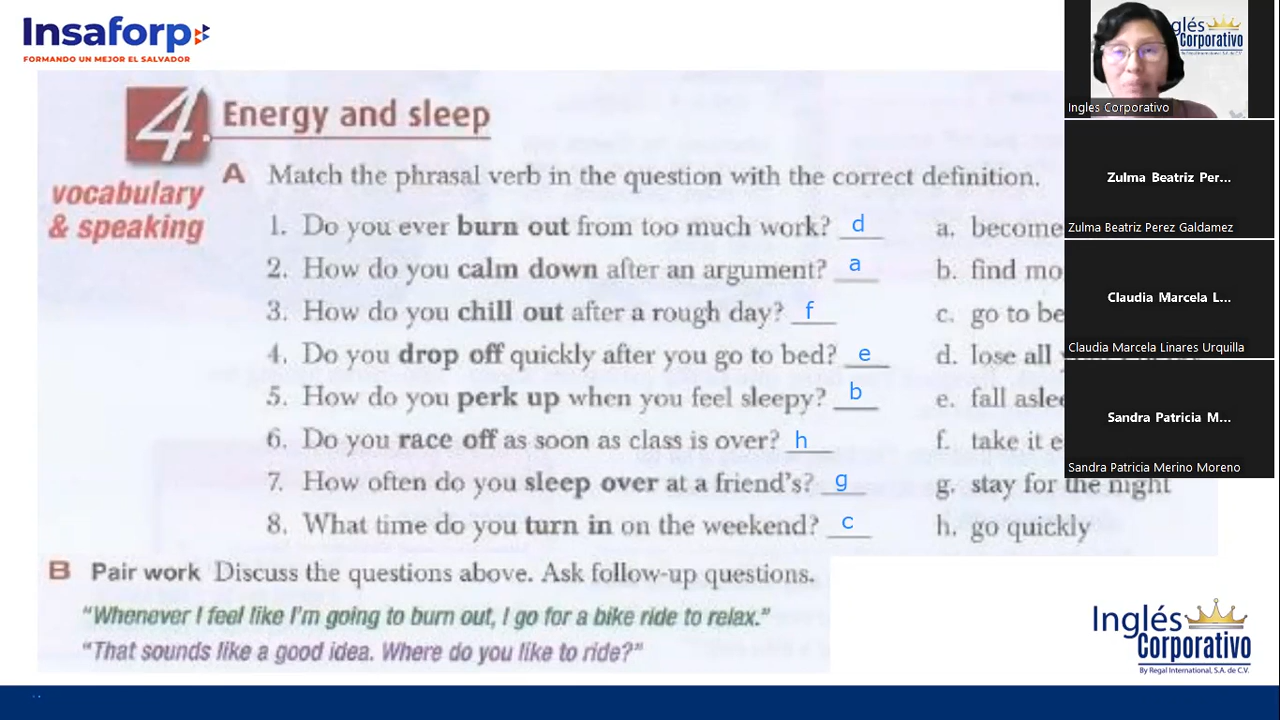 Insaforp
FORMANDO UN MEJOR EL SALVADOR
4. Energy and sleep
vocabulary
& speaking
A Match the phrasal verb in the question with the correct definition.
1. Do you ever burn out from too much work? d a. become
2. How do you calm down after an argument? a b. find mo
3. How do you chill out after a rough day? f c. go to be
4. Do you drop off quickly after you go to bed? e d. lose all
5. How do you perk up when you feel sleepy? b e. fall aslee
6. Do you race off as soon as class is over? h f. take it e
7. How often do you sleep over at a friend's? g g. stay for the night
8. What time do you turn in on the weekend? c h. go quickly
B Pair work Discuss the questions above. Ask follow-up questions.
"Whenever I feel like I'm going to burn out, I go for a bike ride to relax."
"That sounds like a good idea. Where do you like to ride?"
Inglés
Corporativo
By Regal International, S.A. de C.V.
glés
Corporativo
Ingles Corporativo
Zulma Beatriz Per...
Zulma Beatriz Perez Galdamez
Claudia Marcela L...
Claudia Marcela Linares Urquilla
Sandra Patricia M...
Sandra Patricia Merino Moreno